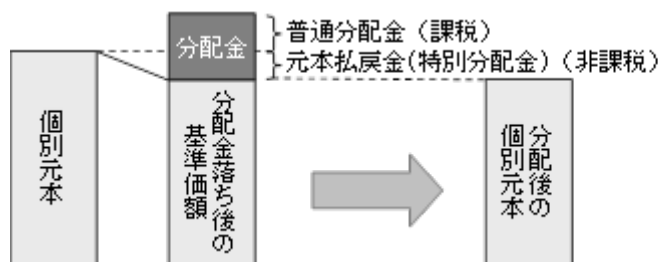 分配金
普通分配金（課税）
元本払戻金(特別分配金)（非課税）
個別元本
分配金落ち後の
基準価額
分配後の
個別元本